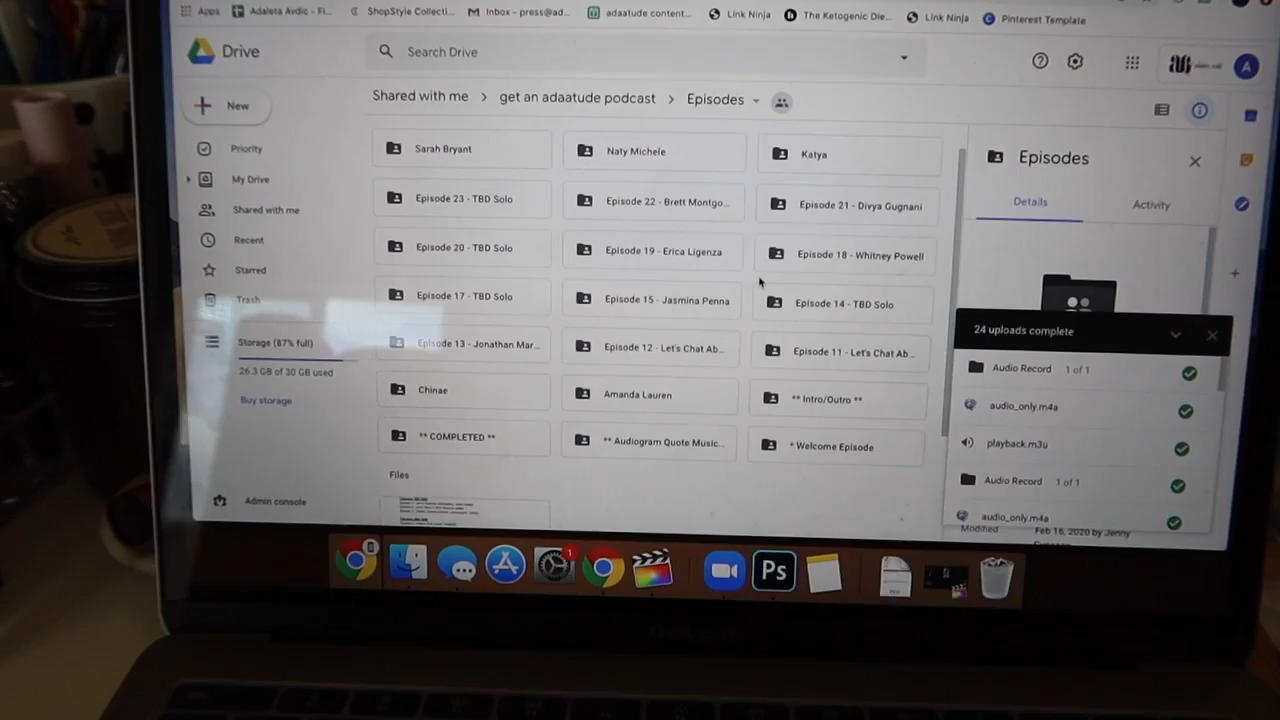 Apps
Adaleta Avdic - Fi...
ShopStyle Collecti...
Inbox - press@ad...
adaatude content...
Link Ninja
The Ketogenic Die...
Link Ninja
Pinterest Template
Drive
Search Drive
A
New
Shared with me > get an adaatude podcast > Episodes
Priority
My Drive
Shared with me
Recent
Starred
Trash
Storage (87% full)
26.3 GB of 30 GB used
Buy storage
Admin console
Sarah Bryant
Naty Michele
Katya
Episode 23 - TBD Solo
Episode 22 - Brett Montgo...
Episode 21 - Divya Gugnani
Episode 20 - TBD Solo
Episode 19 - Erica Ligenza
Episode 18 - Whitney Powell
Episode 17 - TBD Solo
Episode 15 - Jasmina Penna
Episode 14 - TBD Solo
Episode 13 - Jonathan Mar...
Episode 12 - Let's Chat Ab...
Episode 11 - Let's Chat Ab...
Chinae
Amanda Lauren
** Intro/Outro **
** COMPLETED **
** Audiogram Quote Music...
* Welcome Episode
Files
Episodes
Details
Activity
24 uploads complete
Audio Record 1 of 1
audio_only.m4a
playback.m3u
Audio Record 1 of 1
audio_only.m4a
Modified
Feb 16, 2020 by Jenny
1
Ps